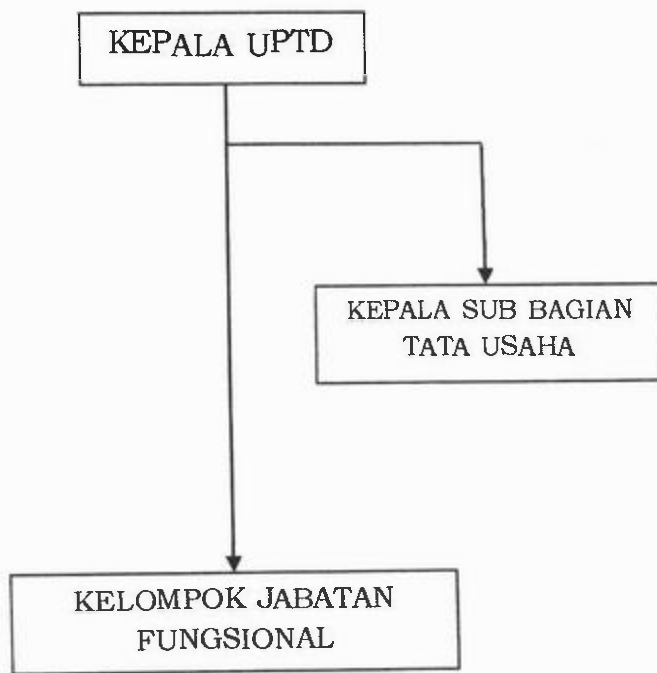 KEPALA UPTD
KEPALA SUB BAGIAN
TATA USAHA
KELOMPOK JABATAN
FUNGSIONAL